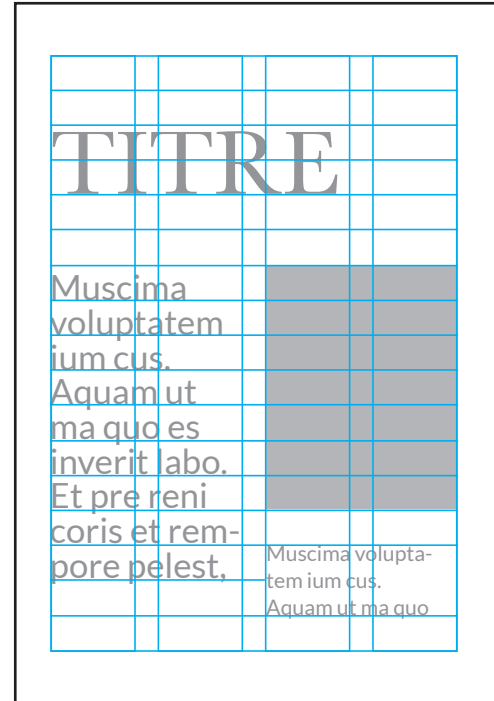 TITRE
Muscima
voluptatem
ium cus.
Aquam ut
ma quo es
inverit labo.
Et pre reni
coris et rem-
pore pelest,
Muscima volupta-
tem ium cus.
Aquam ut ma quo